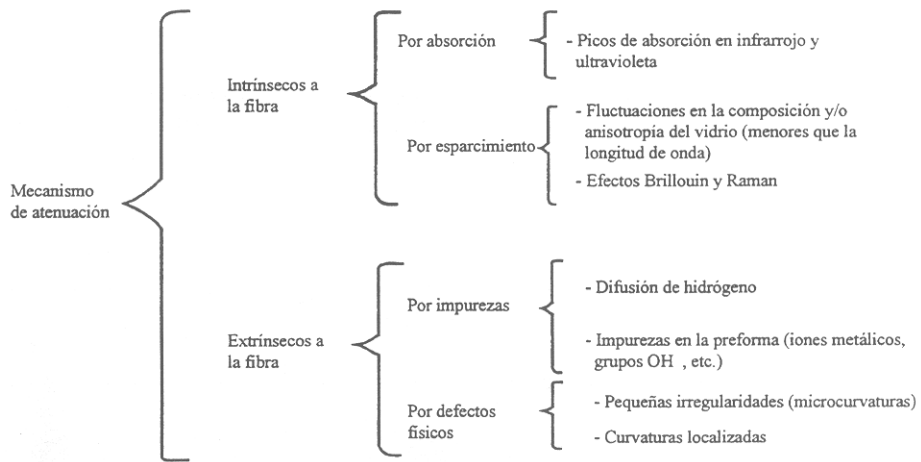 Mecanismo
de atenuación
Intrínsecos a
la fibra
Por absorción
- Picos de absorción en infrarrojo y
ultravioleta
Por esparcimiento
- Fluctuaciones en la composición y/o
anisotropía del vidrio (menores que la
longitud de onda)
- Efectos Brillouin y Raman
Extrínsecos a
la fibra
Por impurezas
- Difusión de hidrógeno
- Impurezas en la preforma (iones metálicos,
grupos OH , etc.)
Por defectos
físicos
- Pequeñas irregularidades (microcurvaturas)
- Curvaturas localizadas